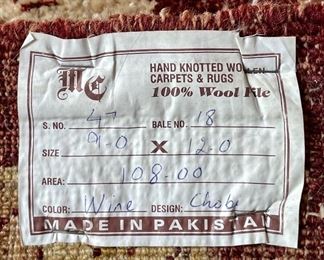 MC
HAND KNOTTED WOOLEN
CARPETS & RUGS
100% Wool Pile
S. NO. 47 BALE NO. 18
SIZE 9-0 X 12-0
AREA: 108-00
COLOR: Wine DESIGN: Chobi
MADE IN PAKISTAN